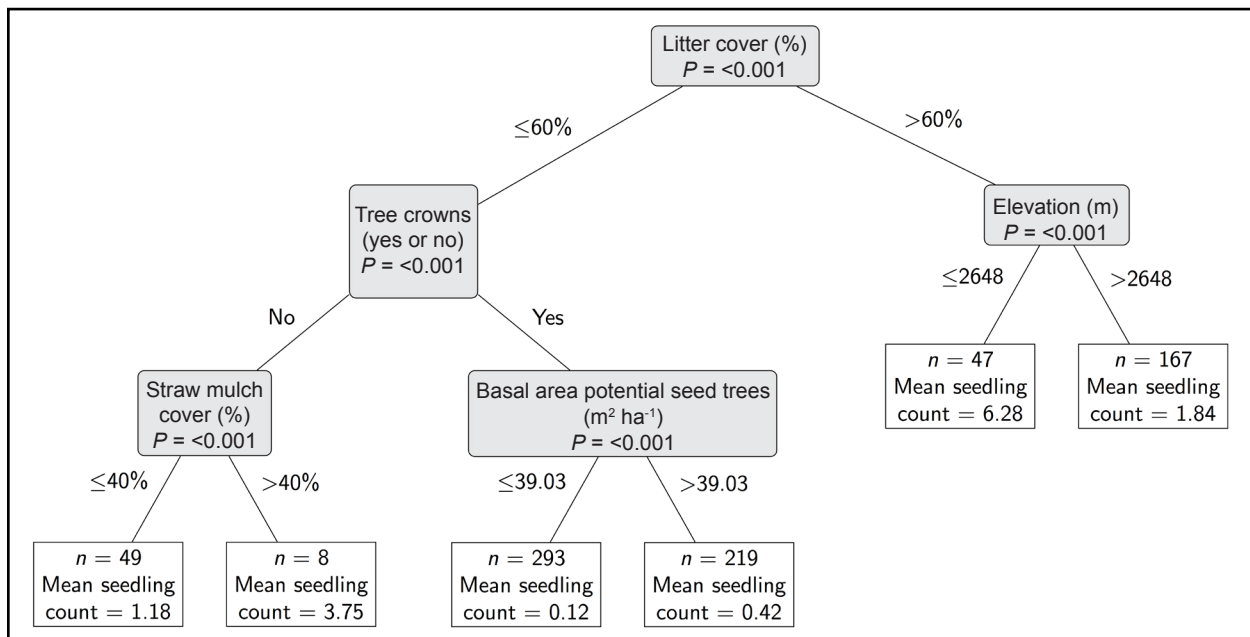 Litter cover (%)
P = <0.001
≤60%
>60%
Tree crowns
(yes or no)
P = <0.001
Elevation (m)
P = <0.001
No
Yes
≤2648
>2648
Straw mulch
cover (%)
P = <0.001
Basal area potential seed trees
(m² ha⁻¹)
P = <0.001
n = 47
Mean seedling
count = 6.28
n = 167
Mean seedling
count = 1.84
≤40%
>40%
≤39.03
>39.03
n = 49
Mean seedling
count = 1.18
n = 8
Mean seedling
count = 3.75
n = 293
Mean seedling
count = 0.12
n = 219
Mean seedling
count = 0.42